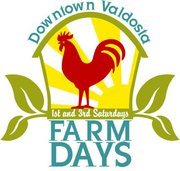 Downtown Valdosta
1st and 3rd Saturdays
FARM
DAYS